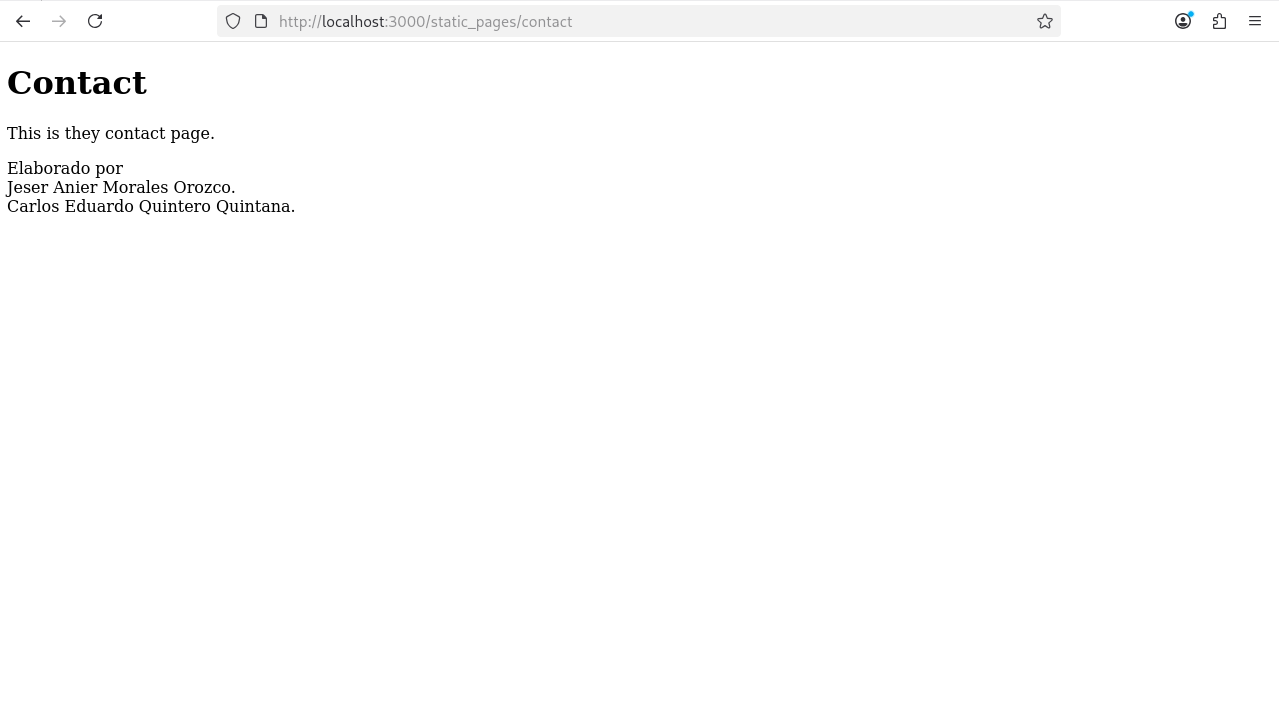 http://localhost:3000/static_pages/contact
Contact
This is they contact page.
Elaborado por
Jeser Anier Morales Orozco.
Carlos Eduardo Quintero Quintana.